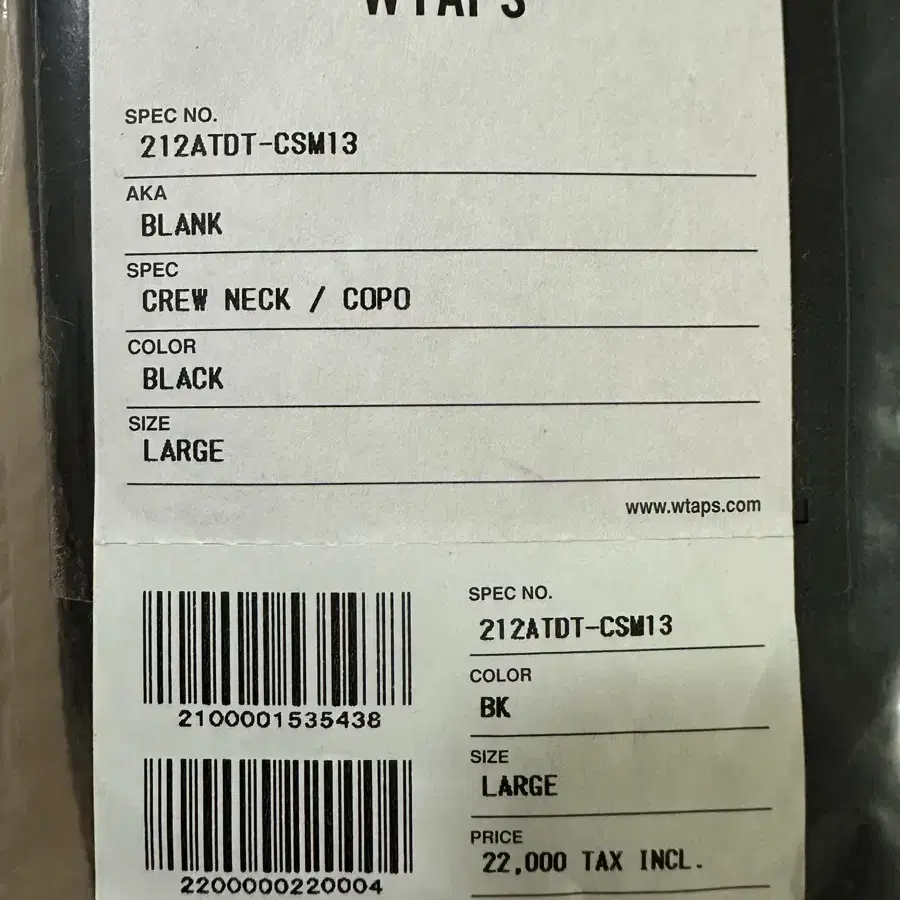 WTAPS
SPEC NO.
212ATDT-CSM13
AKA
BLANK
SPEC
CREW NECK / COPO
COLOR
BLACK
SIZE
LARGE
www.wtaps.com
SPEC NO.
212ATDT-CSM13
COLOR
BK
SIZE
LARGE
PRICE
22,000 TAX INCL.
2100001535438
2200000220004